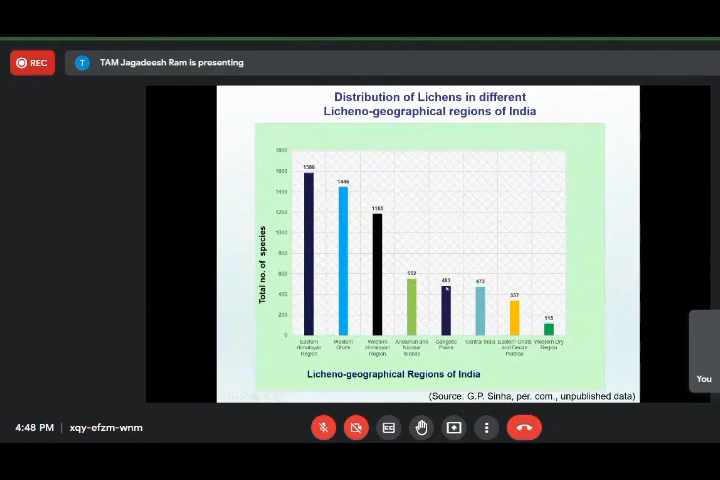 REC
T
TAM Jagadeesh Ram is presenting
Distribution of Lichens in different
Licheno-geographical regions of India
Total no. of species
1800
1600
1400
1200
1000
800
600
400
200
0
1586
1446
1185
559
483
473
337
115
Eastern Himalayan Region
Western Ghats
Western Himalayan Region
Andaman and Nicobar Islands
Gangetic Plains
Central India
Eastern Ghats and Decan Plateau
Western Dry Region
Licheno-geographical Regions of India
(Source: G.P. Sinha, per. com., unpublished data)
You
4:48 PM | xqy-efzm-wnm